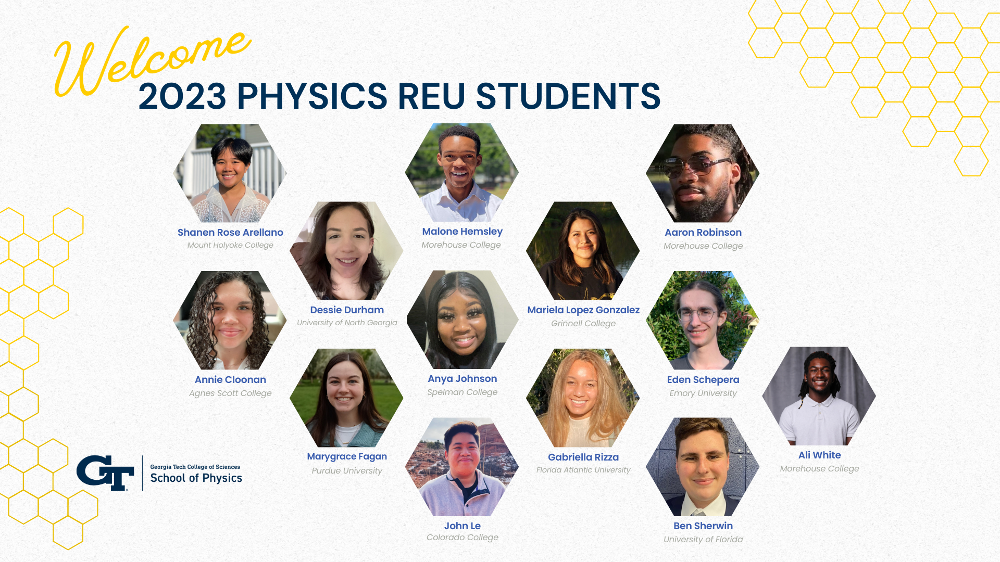 Welcome
2023 PHYSICS REU STUDENTS
Shanen Rose Arellano
Mount Holyoke College
Malone Hemsley
Morehouse College
Aaron Robinson
Morehouse College
Dessie Durham
University of North Georgia
Mariela Lopez Gonzalez
Grinnell College
Annie Cloonan
Agnes Scott College
Anya Johnson
Spelman College
Eden Schepera
Emory University
Marygrace Fagan
Purdue University
Gabriella Rizza
Florida Atlantic University
Ali White
Morehouse College
John Le
Colorado College
Ben Sherwin
University of Florida
GT
Georgia Tech College of Sciences
School of Physics